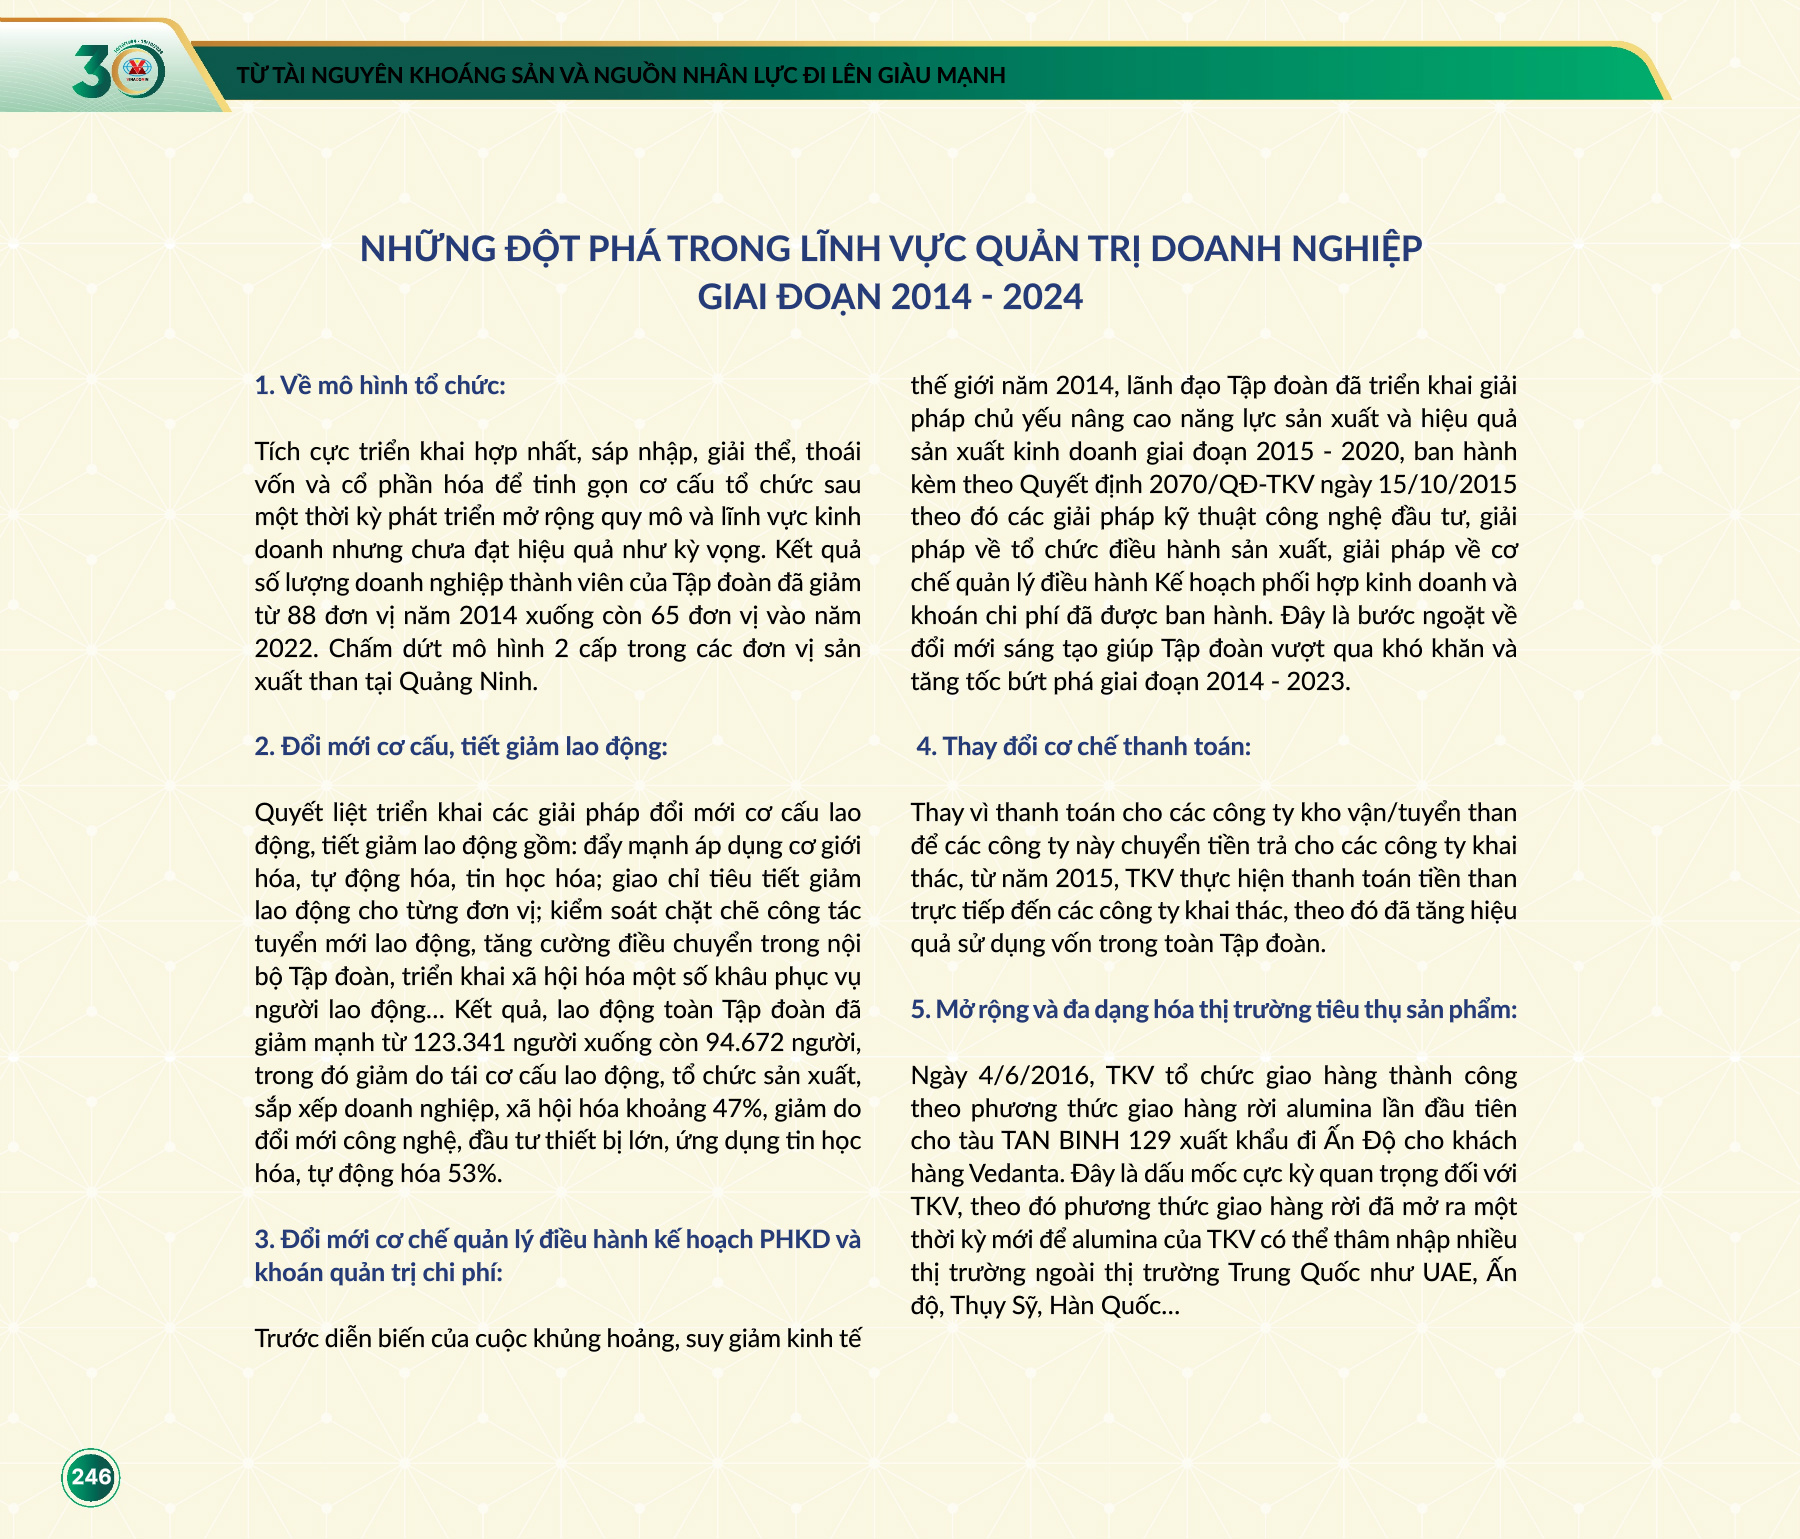 30
TỪ TÀI NGUYÊN KHOÁNG SẢN VÀ NGUỒN NHÂN LỰC ĐI LÊN GIÀU MẠNH
NHỮNG ĐỘT PHÁ TRONG LĨNH VỰC QUẢN TRỊ DOANH NGHIỆP
GIAI ĐOẠN 2014 - 2024
1. Về mô hình tổ chức:
Tích cực triển khai hợp nhất, sáp nhập, giải thể, thoái
vốn và cổ phần hóa để tinh gọn cơ cấu tổ chức sau
một thời kỳ phát triển mở rộng quy mô và lĩnh vực kinh
doanh nhưng chưa đạt hiệu quả như kỳ vọng. Kết quả
số lượng doanh nghiệp thành viên của Tập đoàn đã giảm
từ 88 đơn vị năm 2014 xuống còn 65 đơn vị vào năm
2022. Chấm dứt mô hình 2 cấp trong các đơn vị sản
xuất than tại Quảng Ninh.
2. Đổi mới cơ cấu, tiết giảm lao động:
Quyết liệt triển khai các giải pháp đổi mới cơ cấu lao
động, tiết giảm lao động gồm: đẩy mạnh áp dụng cơ giới
hóa, tự động hóa, tin học hóa; giao chỉ tiêu tiết giảm
lao động cho từng đơn vị; kiểm soát chặt chẽ công tác
tuyển mới lao động, tăng cường điều chuyển trong nội
bộ Tập đoàn, triển khai xã hội hóa một số khâu phục vụ
người lao động... Kết quả, lao động toàn Tập đoàn đã
giảm mạnh từ 123.341 người xuống còn 94.672 người,
trong đó giảm do tái cơ cấu lao động, tổ chức sản xuất,
sắp xếp doanh nghiệp, xã hội hóa khoảng 47%, giảm do
đổi mới công nghệ, đầu tư thiết bị lớn, ứng dụng tin học
hóa, tự động hóa 53%.
3. Đổi mới cơ chế quản lý điều hành kế hoạch PHKD và
khoán quản trị chi phí:
Trước diễn biến của cuộc khủng hoảng, suy giảm kinh tế
thế giới năm 2014, lãnh đạo Tập đoàn đã triển khai giải
pháp chủ yếu nâng cao năng lực sản xuất và hiệu quả
sản xuất kinh doanh giai đoạn 2015 - 2020, ban hành
kèm theo Quyết định 2070/QĐ-TKV ngày 15/10/2015
theo đó các giải pháp kỹ thuật công nghệ đầu tư, giải
pháp về tổ chức điều hành sản xuất, giải pháp về cơ
chế quản lý điều hành Kế hoạch phối hợp kinh doanh và
khoán chi phí đã được ban hành. Đây là bước ngoặt về
đổi mới sáng tạo giúp Tập đoàn vượt qua khó khăn và
tăng tốc bứt phá giai đoạn 2014 - 2023.
4. Thay đổi cơ chế thanh toán:
Thay vì thanh toán cho các công ty kho vận/tuyển than
để các công ty này chuyển tiền trả cho các công ty khai
thác, từ năm 2015, TKV thực hiện thanh toán tiền than
trực tiếp đến các công ty khai thác, theo đó đã tăng hiệu
quả sử dụng vốn trong toàn Tập đoàn.
5. Mở rộng và đa dạng hóa thị trường tiêu thụ sản phẩm:
Ngày 4/6/2016, TKV tổ chức giao hàng thành công
theo phương thức giao hàng rời alumina lần đầu tiên
cho tàu TAN BINH 129 xuất khẩu đi Ấn Độ cho khách
hàng Vedanta. Đây là dấu mốc cực kỳ quan trọng đối với
TKV, theo đó phương thức giao hàng rời đã mở ra một
thời kỳ mới để alumina của TKV có thể thâm nhập nhiều
thị trường ngoài thị trường Trung Quốc như UAE, Ấn
độ, Thụy Sỹ, Hàn Quốc...
246